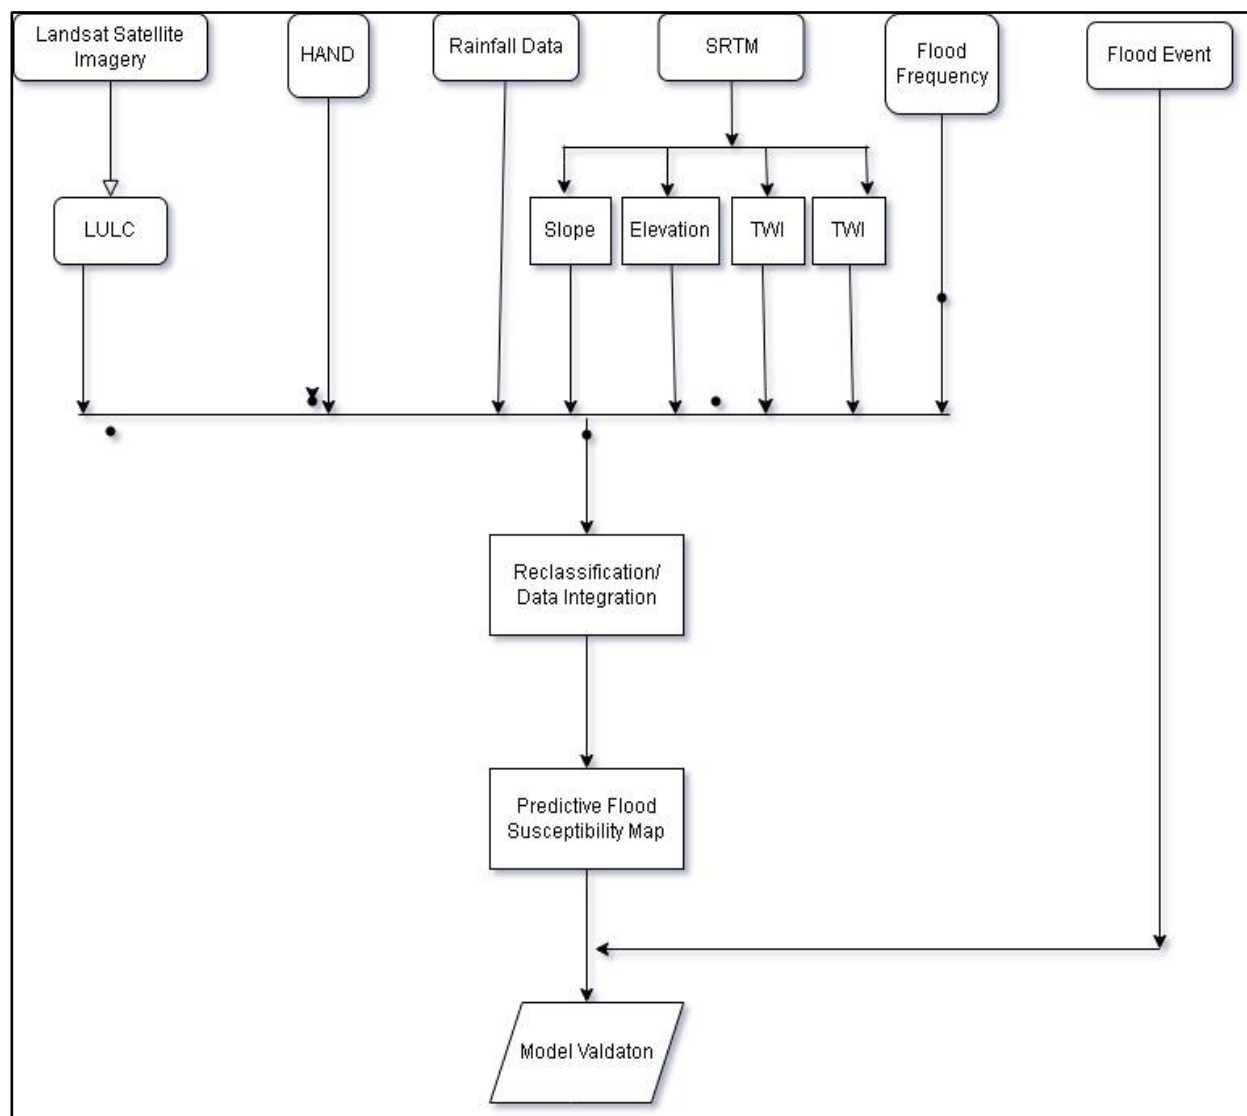 Landsat Satellite
Imagery
HAND
Rainfall Data
SRTM
Flood
Frequency
Flood Event
LULC
Slope
Elevation
TWI
TWI
Reclassification/
Data Integration
Predictive Flood
Susceptibility Map
Model Valdaton